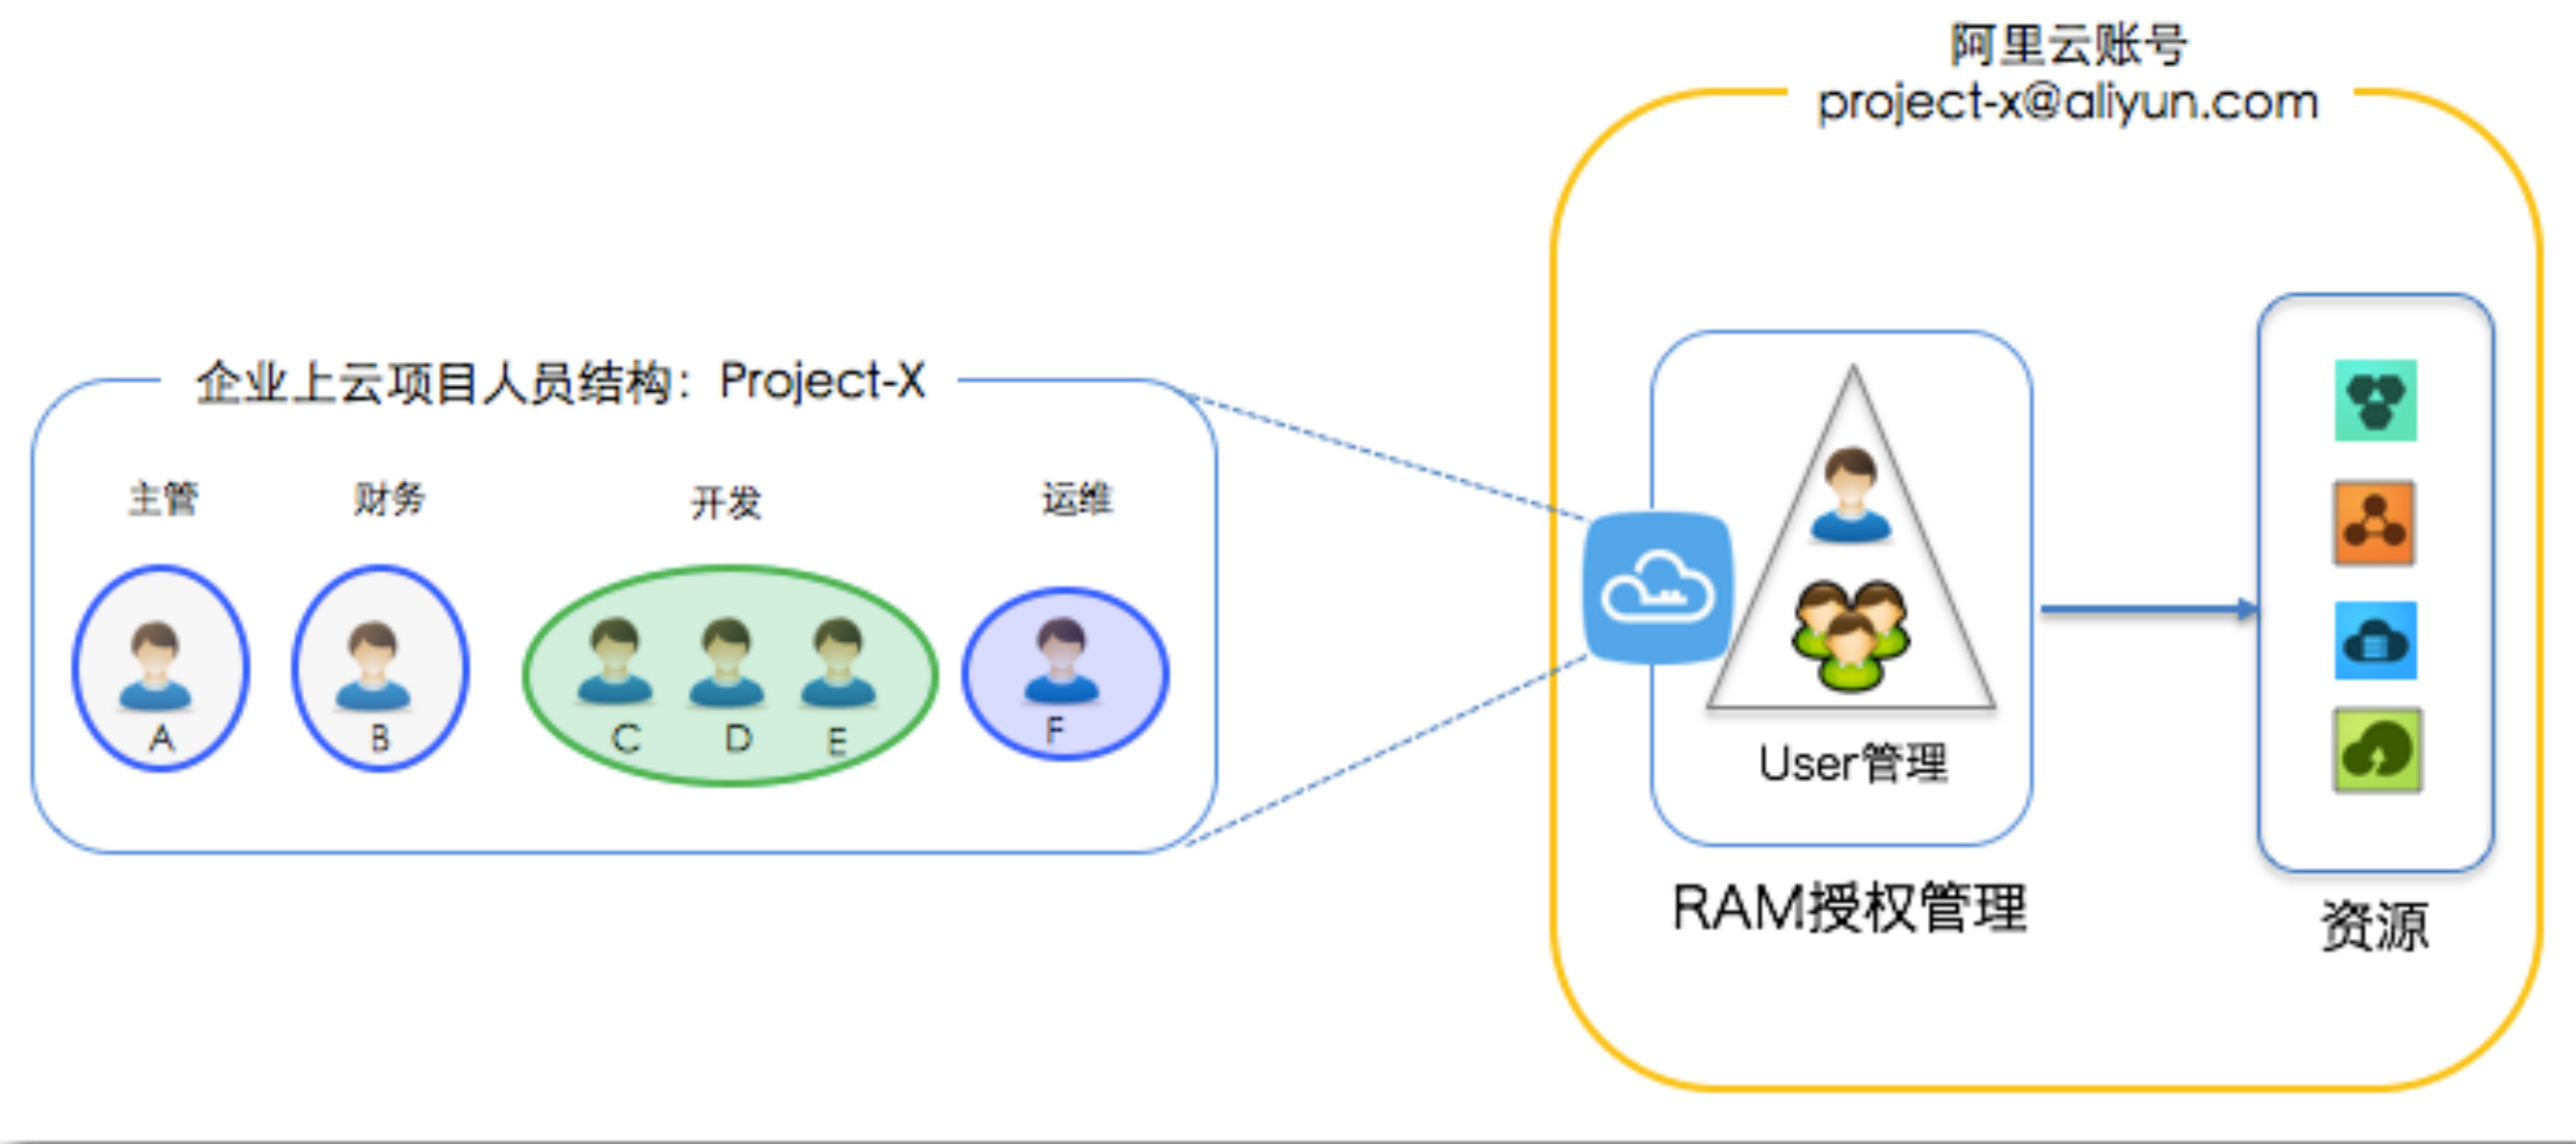 阿里云账号
project-x@aliyun.com
企业上云项目人员结构：Project-X
主管
财务
开发
运维
A
B
C
D
E
F
User管理
RAM授权管理
资源